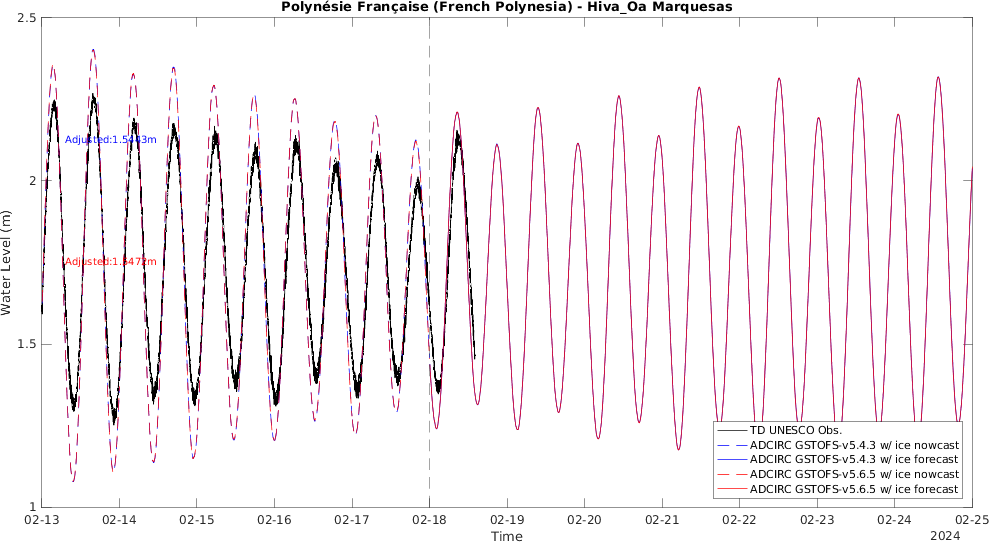 Polynésie Française (French Polynesia) - Hiva_Oa Marquesas
2.5
2
1.5
1
Water Level (m)
Adjusted:1.5443m
Adjusted:1.5472m
TD UNESCO Obs.
ADCIRC GSTOFS-v5.4.3 w/ ice nowcast
ADCIRC GSTOFS-v5.4.3 w/ ice forecast
ADCIRC GSTOFS-v5.6.5 w/ ice nowcast
ADCIRC GSTOFS-v5.6.5 w/ ice forecast
02-13 02-14 02-15 02-16 02-17 02-18 02-19 02-20 02-21 02-22 02-23 02-24 02-25
Time
2024